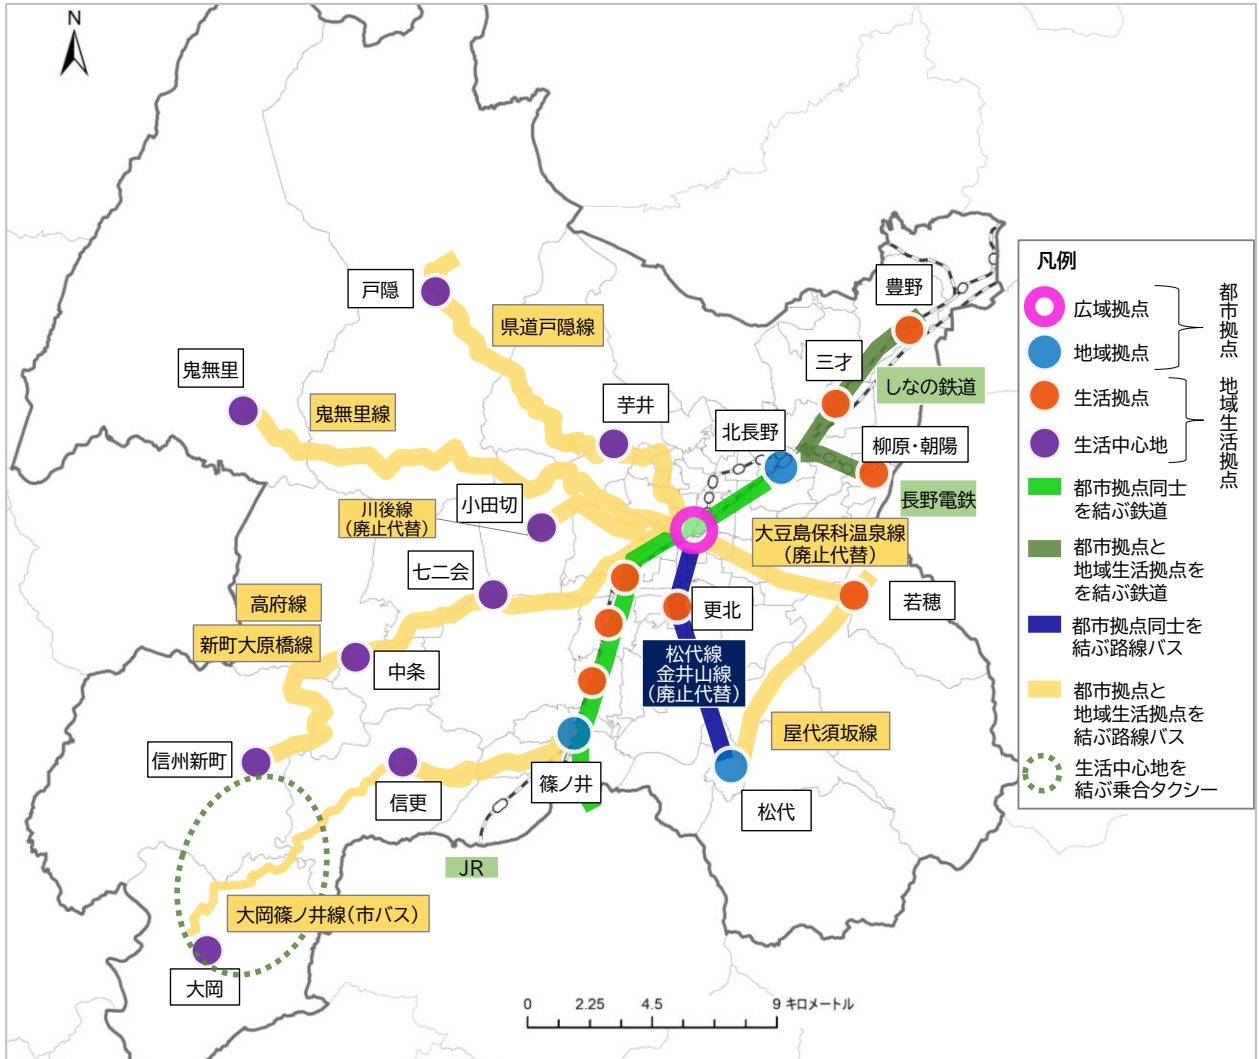 N
戸隠
県道戸隠線
鬼無里
鬼無里線
芋井
豊野
三才
しなの鉄道
北長野
柳原・朝陽
長野電鉄
川後線
（廃止代替）
小田切
大豆島保科温泉線
（廃止代替）
七二会
若穂
更北
高府線
新町大原橋線
中条
松代線
金井山線
（廃止代替）
屋代須坂線
信州新町
信更
篠ノ井
松代
JR
大岡篠ノ井線（市バス）
大岡
0 2.25 4.5 9 キロメートル
凡例
広域拠点
地域拠点
都市拠点
生活拠点
生活中心地
地域生活拠点
都市拠点同士
を結ぶ鉄道
都市拠点と
地域生活拠点を
を結ぶ鉄道
都市拠点同士を
結ぶ路線バス
都市拠点と
地域生活拠点を
結ぶ路線バス
生活中心地を
結ぶ乗合タクシー